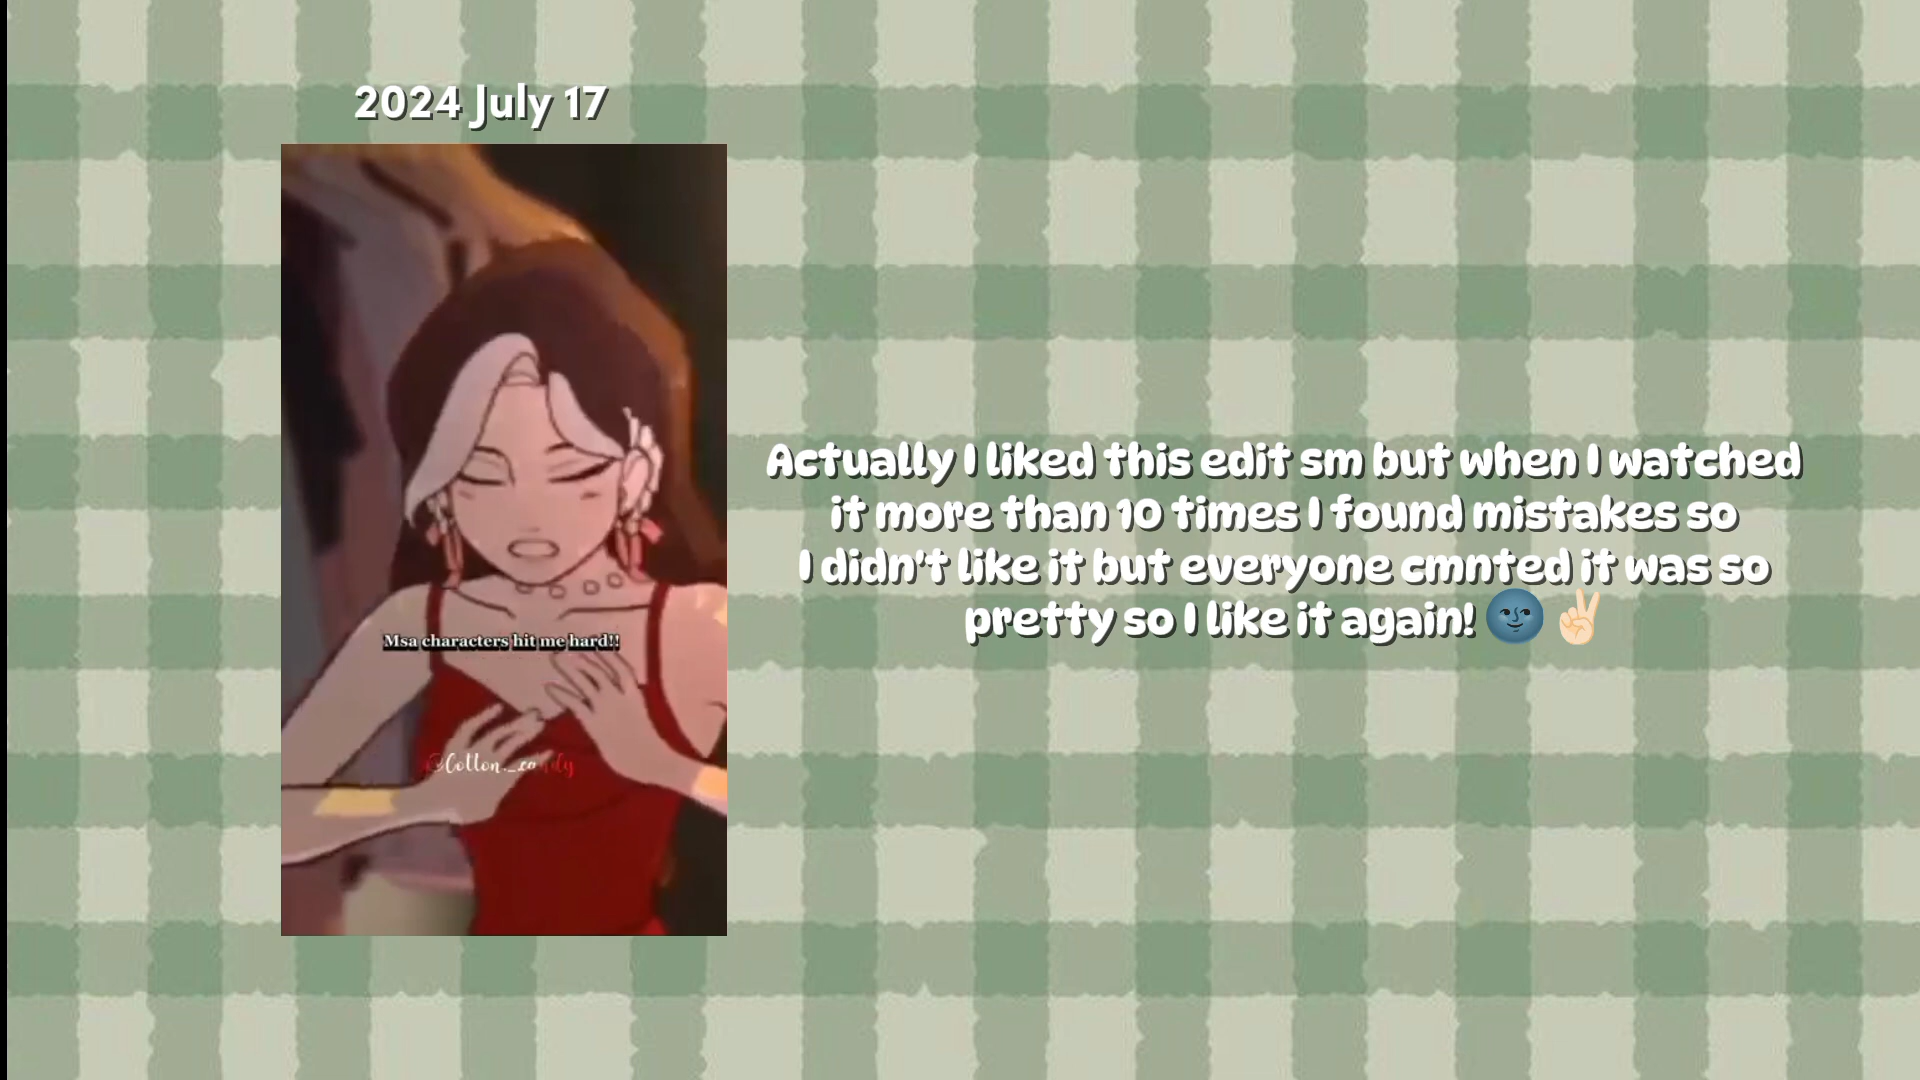 2024 July 17
Msa characters hit me hard!!
@Cotton._.candy
Actually I liked this edit sm but when I watched
it more than 10 times I found mistakes so
I didn't like it but everyone cmnted it was so
pretty so I like it again! 🌚✌🏻